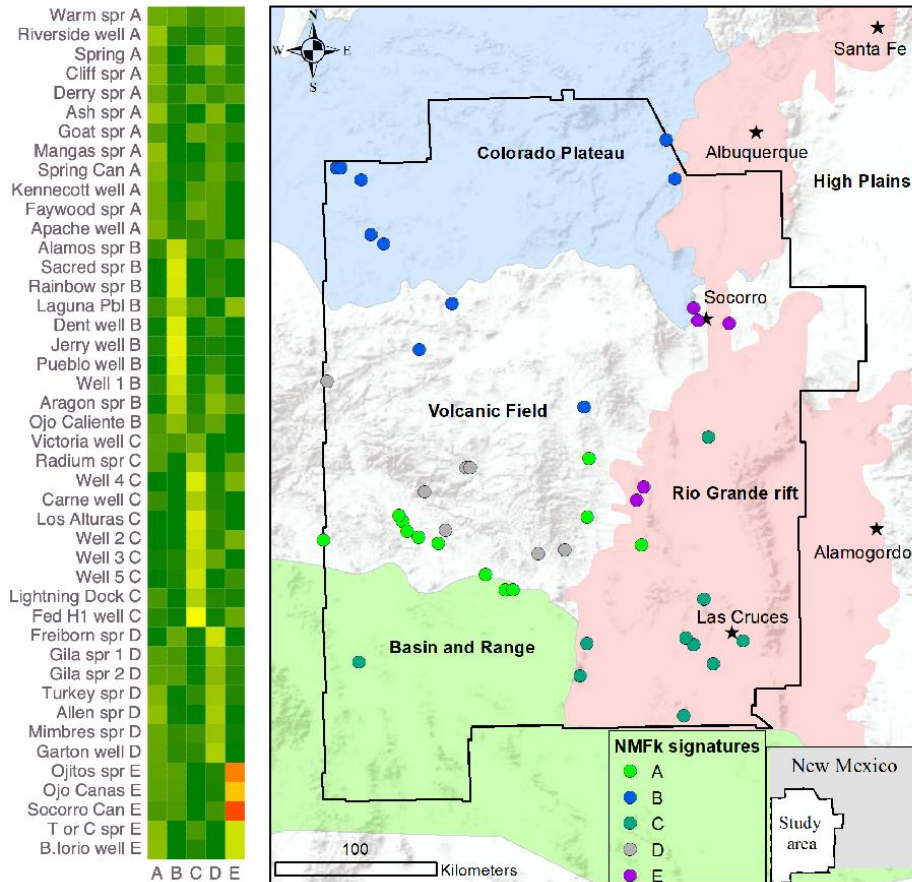 Warm spr A
Riverside well A
Spring A
Cliff spr A
Derry spr A
Ash spr A
Goat spr A
Mangas spr A
Spring Can A
Kennecott well A
Faywood spr A
Apache well A
Alamos spr B
Sacred spr B
Rainbow spr B
Laguna Pbl B
Dent well B
Jerry well B
Pueblo well B
Well 1 B
Aragon spr B
Ojo Caliente B
Victoria well C
Radium spr C
Well 4 C
Carne well C
Los Alturas C
Well 2 C
Well 3 C
Well 5 C
Lightning Dock C
Fed H1 well C
Freiborn spr D
Gila spr 1 D
Gila spr 2 D
Turkey spr D
Allen spr D
Mimbres spr D
Garton well D
Ojitos spr E
Ojo Canas E
Socorro Can E
T or C spr E
B.Iorio well E
A B C D E
N
W E
S
Santa Fe
Albuquerque
Colorado Plateau
High Plains
Socorro
Volcanic Field
Rio Grande rift
Alamogordo
Las Cruces
Basin and Range
NMFk signatures
A
B
C
D
E
New Mexico
Study
area
100
Kilometers